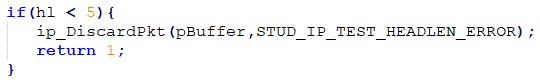 if(hl < 5){
    ip_DiscardPkt(pBuffer,STUD_IP_TEST_HEADLEN_ERROR);
    return 1;
}